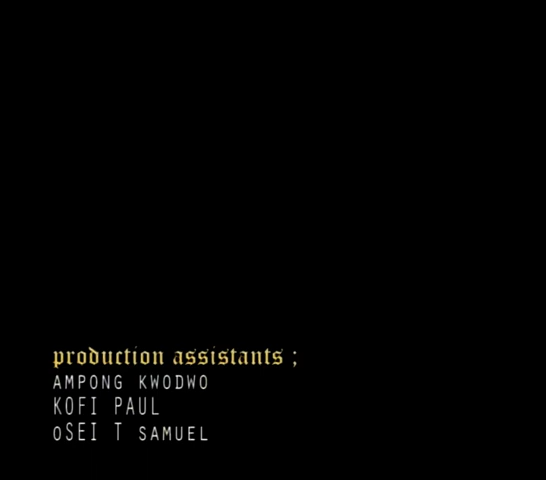 production assistants ;
AMPONG KWODWO
KOFI PAUL
oSEI T SAMUEL